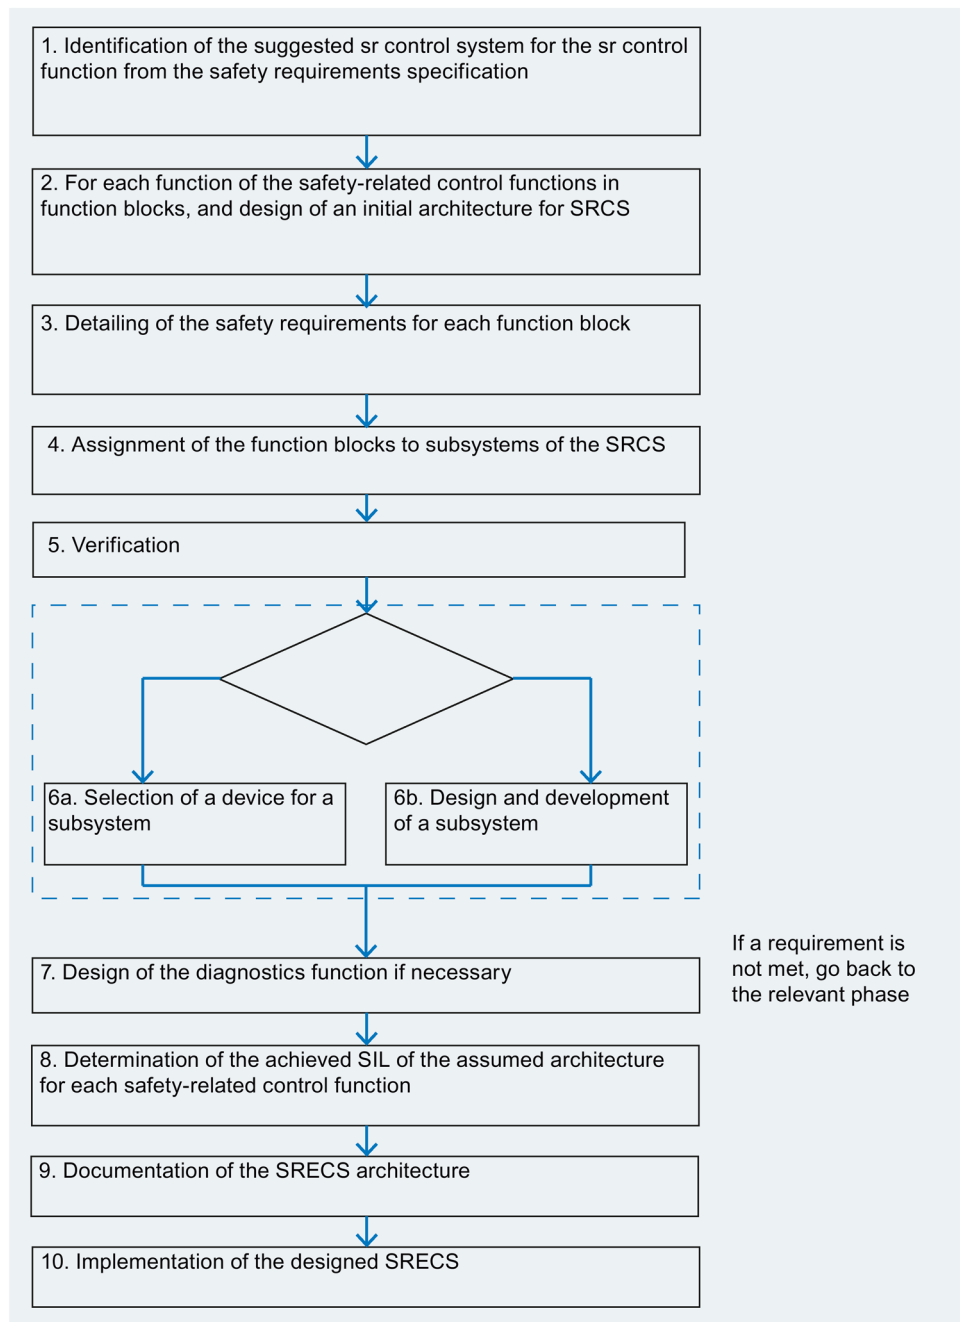 1. Identification of the suggested sr control system for the sr control
function from the safety requirements specification
2. For each function of the safety-related control functions in
function blocks, and design of an initial architecture for SRCS
3. Detailing of the safety requirements for each function block
4. Assignment of the function blocks to subsystems of the SRCS
5. Verification
6a. Selection of a device for a
subsystem
6b. Design and development
of a subsystem
If a requirement is
not met, go back to
the relevant phase
7. Design of the diagnostics function if necessary
8. Determination of the achieved SIL of the assumed architecture
for each safety-related control function
9. Documentation of the SRECS architecture
10. Implementation of the designed SRECS